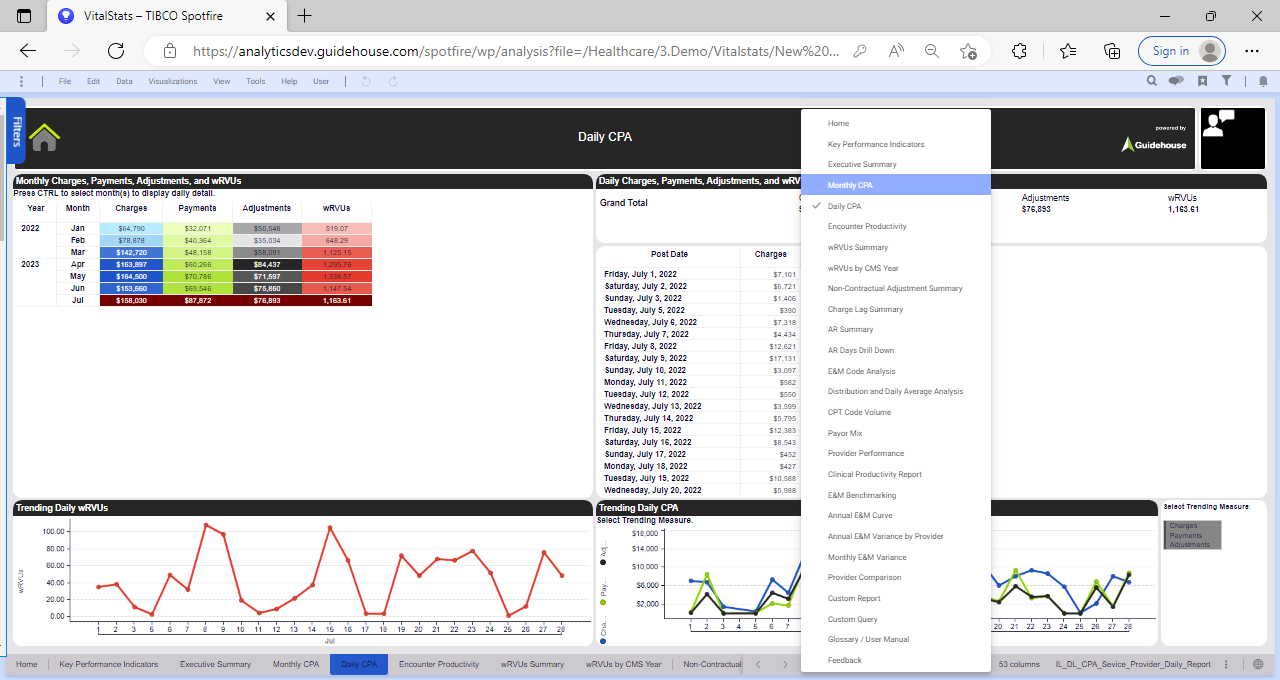 VitalStats – TIBCO Spotfire
https://analyticsdev.guidehouse.com/spotfire/wp/analysis?file=/Healthcare/3.Demo/Vitalstats/New%20...
Sign in
File Edit Data Visualizations View Tools Help User
Filters
Daily CPA
powered by
Guidehouse
Monthly Charges, Payments, Adjustments, and wRVUs
Press CTRL to select month(s) to display daily detail.
Year Month Charges Payments Adjustments wRVUs
2022 Jan $64,790 $32,071 $50,546 519.07
Feb $78,878 $40,364 $35,034 648.29
Mar $142,720 $48,158 $58,091 1,125.15
2023 Apr $163,897 $60,266 $84,437 1,295.76
May $164,500 $70,786 $71,597 1,338.57
Jun $153,660 $69,546 $75,860 1,147.54
Jul $158,030 $87,872 $76,893 1,163.61
Daily Charges, Payments, Adjustments, and wRV
Grand Total
Adjustments wRVUs
$76,893 1,163.61
Post Date Charges
Friday, July 1, 2022 $7,101
Saturday, July 2, 2022 $6,721
Sunday, July 3, 2022 $1,406
Tuesday, July 5, 2022 $390
Wednesday, July 6, 2022 $7,318
Thursday, July 7, 2022 $4,434
Friday, July 8, 2022 $12,621
Saturday, July 9, 2022 $17,131
Sunday, July 10, 2022 $3,097
Monday, July 11, 2022 $582
Tuesday, July 12, 2022 $550
Wednesday, July 13, 2022 $3,599
Thursday, July 14, 2022 $5,795
Friday, July 15, 2022 $12,383
Saturday, July 16, 2022 $8,543
Sunday, July 17, 2022 $452
Monday, July 18, 2022 $427
Tuesday, July 19, 2022 $10,588
Wednesday, July 20, 2022 $5,988
Home
Key Performance Indicators
Executive Summary
Monthly CPA
Daily CPA
Encounter Productivity
wRVUs Summary
wRVUs by CMS Year
Non-Contractual Adjustment Summary
Charge Lag Summary
AR Summary
AR Days Drill Down
E&M Code Analysis
Distribution and Daily Average Analysis
CPT Code Volume
Payor Mix
Provider Performance
Clinical Productivity Report
E&M Benchmarking
Annual E&M Curve
Annual E&M Variance by Provider
Monthly E&M Variance
Provider Comparison
Custom Report
Custom Query
Glossary / User Manual
Feedback
Trending Daily wRVUs
wRVUs
100.00
80.00
60.00
40.00
20.00
0.00
1 2 3 5 6 7 8 9 10 11 12 13 14 15 16 17 18 19 20 21 22 23 24 25 26 27 28
Jul
Trending Daily CPA
Select Trending Measure.
Adj...
Pay...
Cha...
$18,000
$14,000
$10,000
$6,000
$2,000
1 2 3 4 5 6 7
20 21 22 23 24 25 26 27 28
Select Trending Measure:
Charges
Payments
Adjustments
Home Key Performance Indicators Executive Summary Monthly CPA Daily CPA Encounter Productivity wRVUs Summary wRVUs by CMS Year Non-Contractual
53 columns IL_DL_CPA_Sevice_Provider_Daily_Report